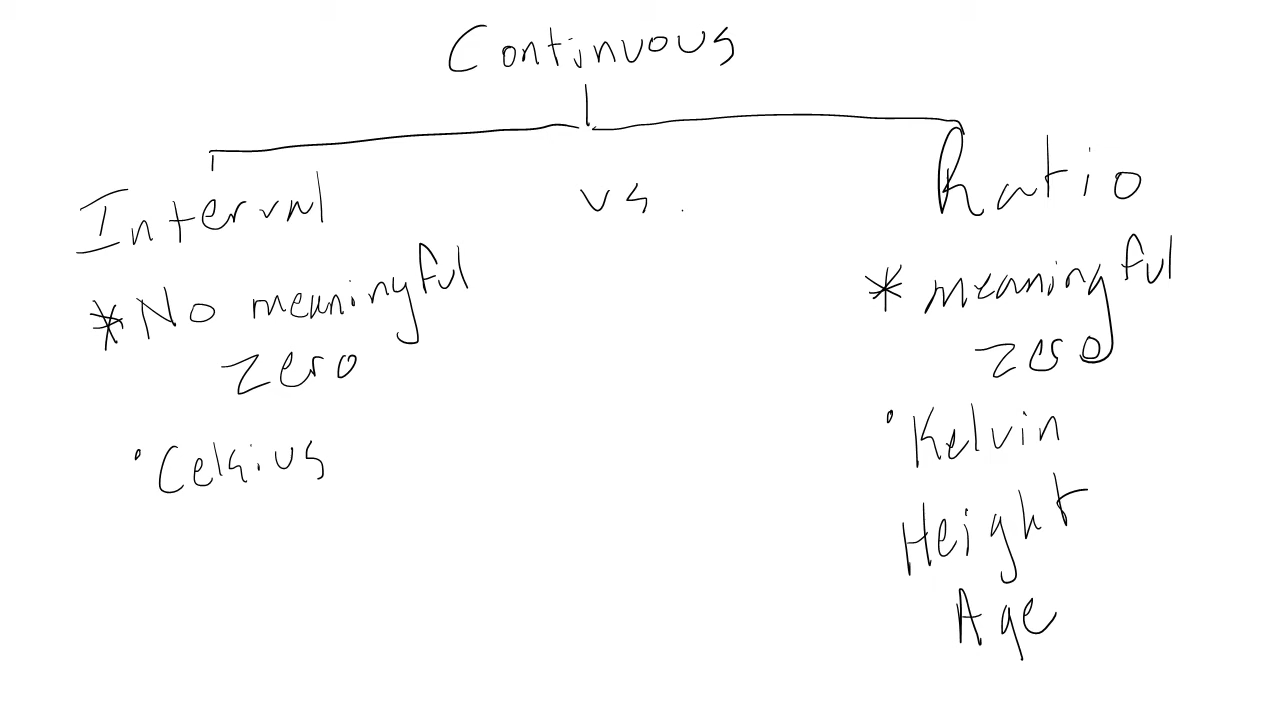 Continuous
Interval vs. Ratio
*No meaningful
zero
*meaningful
zero
•Celsius
•Kelvin
Height
Age